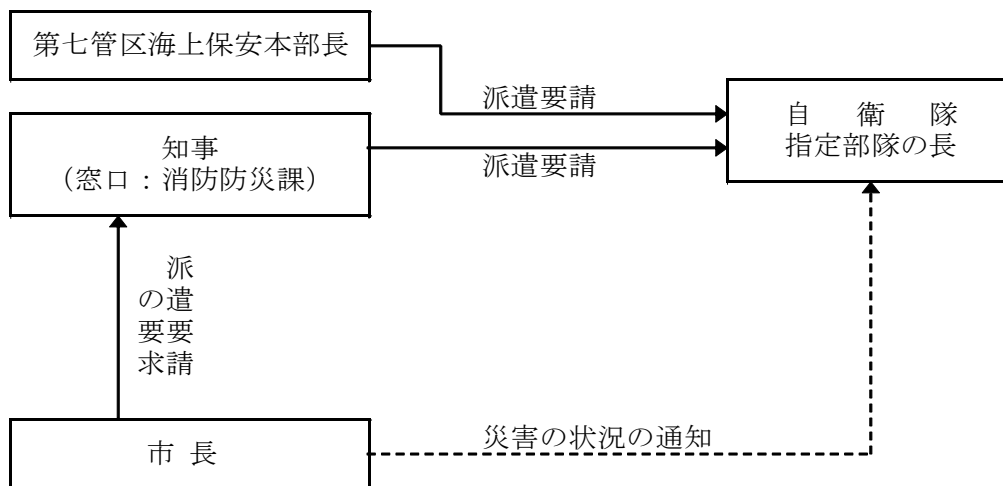 第七管区海上保安本部長
派遣要請
自衛隊
指定部隊の長
知事
（窓口：消防防災課）
派遣要請
派遣要請
の要求
市長
災害の状況の通知